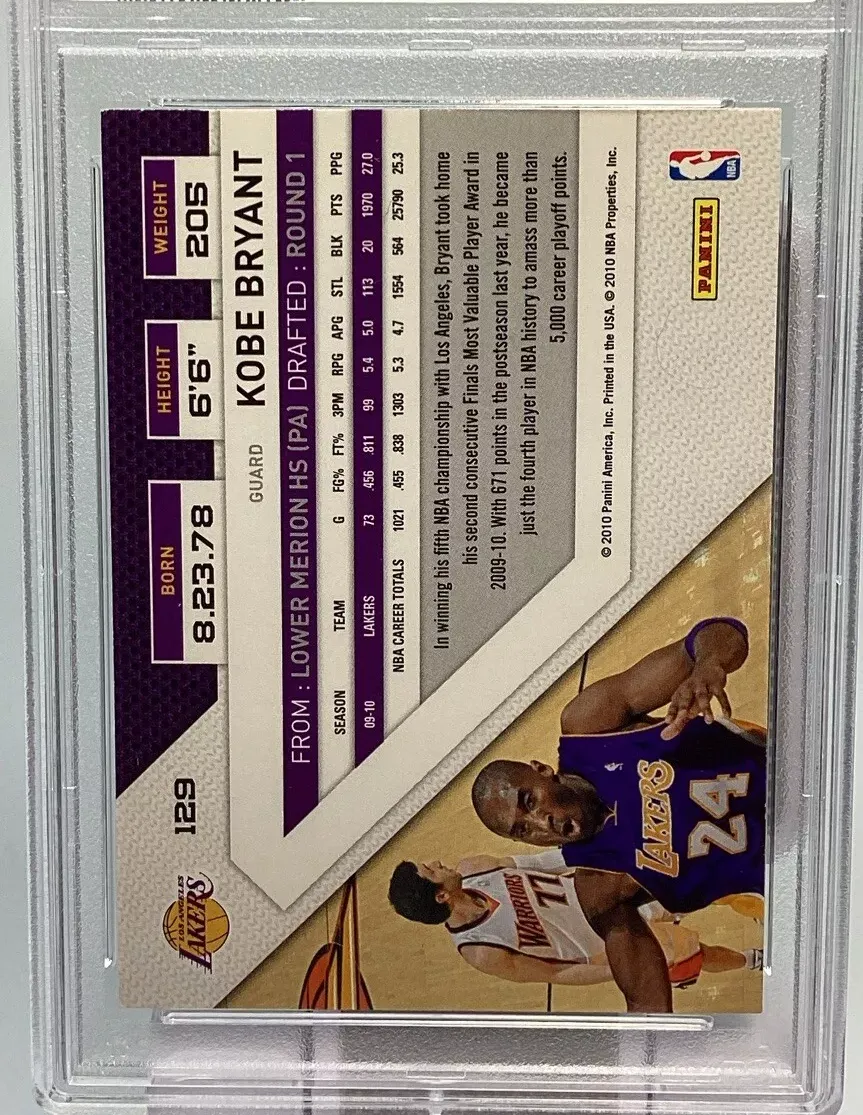 LOS ANGELES
LAKERS
129
BORN
8.23.78
HEIGHT
6'6"
WEIGHT
205
GUARD
KOBE BRYANT
FROM : LOWER MERION HS (PA) DRAFTED : ROUND 1
SEASON TEAM G FG% FT% 3PM RPG APG STL BLK PTS PPG
09-10 LAKERS 73 .456 .811 99 5.4 5.0 113 20 1970 27.0
NBA CAREER TOTALS 1021 .455 .838 1303 5.3 4.7 1554 564 25790 25.3
In winning his fifth NBA championship with Los Angeles, Bryant took home
his second consecutive Finals Most Valuable Player Award in
2009-10. With 671 points in the postseason last year, he became
just the fourth player in NBA history to amass more than
5,000 career playoff points.
© 2010 Panini America, Inc. Printed in the USA. © 2010 NBA Properties, Inc.
PANINI
NBA
WARRIORS
77
LAKERS
24